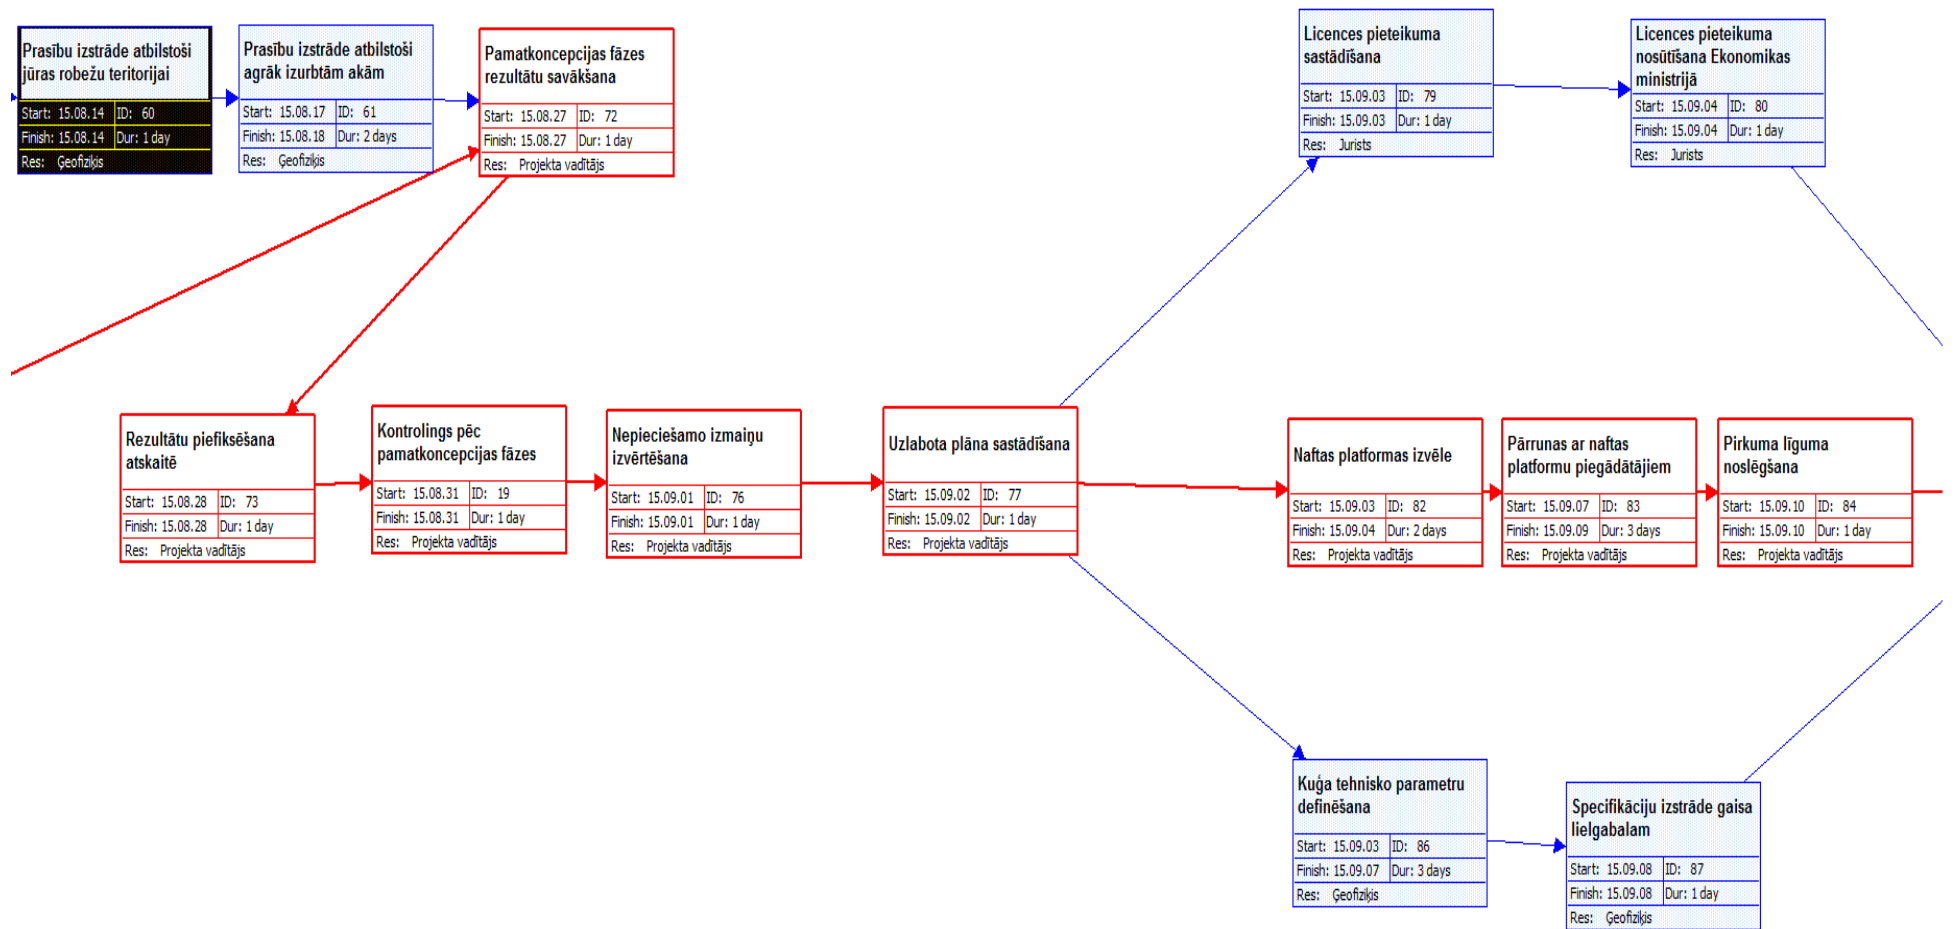 Prasību izstrāde atbilstoši
jūras robežu teritorijai
Start: 15.08.14 ID: 60
Finish: 15.08.14 Dur: 1 day
Res: Ģeofiziķis
Prasību izstrāde atbilstoši
agrāk izurbtām akām
Start: 15.08.17 ID: 61
Finish: 15.08.18 Dur: 2 days
Res: Ģeofiziķis
Pamatkoncepcijas fāzes
rezultātu savākšana
Start: 15.08.27 ID: 72
Finish: 15.08.27 Dur: 1 day
Res: Projekta vadītājs
Licences pieteikuma
sastādīšana
Start: 15.09.03 ID: 79
Finish: 15.09.03 Dur: 1 day
Res: Jurists
Licences pieteikuma
nosūtīšana Ekonomikas
ministrijā
Start: 15.09.04 ID: 80
Finish: 15.09.04 Dur: 1 day
Res: Jurists
Rezultātu piefiksēšana
atskaitē
Start: 15.08.28 ID: 73
Finish: 15.08.28 Dur: 1 day
Res: Projekta vadītājs
Kontrolings pēc
pamatkoncepcijas fāzes
Start: 15.08.31 ID: 19
Finish: 15.08.31 Dur: 1 day
Res: Projekta vadītājs
Nepieciešamo izmaiņu
izvērtēšana
Start: 15.09.01 ID: 76
Finish: 15.09.01 Dur: 1 day
Res: Projekta vadītājs
Uzlabota plāna sastādīšana
Start: 15.09.02 ID: 77
Finish: 15.09.02 Dur: 1 day
Res: Projekta vadītājs
Naftas platformas izvēle
Start: 15.09.03 ID: 82
Finish: 15.09.04 Dur: 2 days
Res: Projekta vadītājs
Pārrunas ar naftas
platformu piegādātājiem
Start: 15.09.07 ID: 83
Finish: 15.09.09 Dur: 3 days
Res: Projekta vadītājs
Pirkuma līguma
noslēgšana
Start: 15.09.10 ID: 84
Finish: 15.09.10 Dur: 1 day
Res: Projekta vadītājs
Kuģa tehnisko parametru
definēšana
Start: 15.09.03 ID: 86
Finish: 15.09.07 Dur: 3 days
Res: Ģeofiziķis
Specifikāciju izstrāde gaisa
lielgabalam
Start: 15.09.08 ID: 87
Finish: 15.09.08 Dur: 1 day
Res: Ģeofiziķis